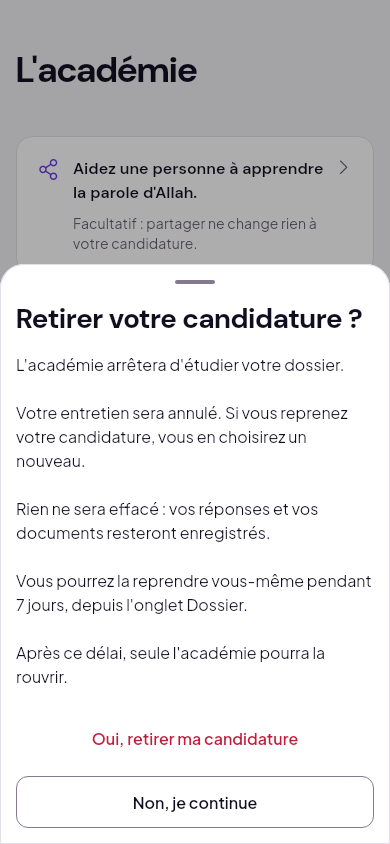 L'académie
Aidez une personne à apprendre
la parole d'Allah.
Facultatif : partager ne change rien à
votre candidature.
Retirer votre candidature ?
L'académie arrêtera d'étudier votre dossier.
Votre entretien sera annulé. Si vous reprenez
votre candidature, vous en choisirez un
nouveau.
Rien ne sera effacé : vos réponses et vos
documents resteront enregistrés.
Vous pourrez la reprendre vous-même pendant
7 jours, depuis l'onglet Dossier.
Après ce délai, seule l'académie pourra la
rouvrir.
Oui, retirer ma candidature
Non, je continue